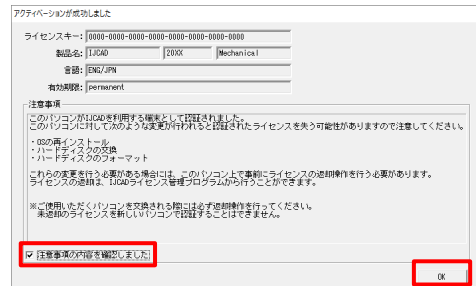 アクティベーションが成功しました
ライセンスキー: 0000-0000-0000-0000-0000-0000-0000-0000
製品名: IJCAD 20XX Mechanical
言語: ENG/JPN
有効期限: permanent
注意事項
このパソコンがIJCADを利用する端末として認証されました。
このパソコンに対して次のような変更が行われると認証されたライセンスを失う可能性がありますので注意してください。
・OSの再インストール
・ハードディスクの交換
・ハードディスクのフォーマット
これらの変更を行う必要がある場合には、このパソコン上で事前にライセンスの返却操作を行う必要があります。
ライセンスの返却は、IJCADライセンス管理プログラムから行うことができます。
※ご使用いただくパソコンを交換される際には必ず返却操作を行ってください。
未返却のライセンスを新しいパソコンで認証することはできません。
注意事項の内容を確認しました
OK